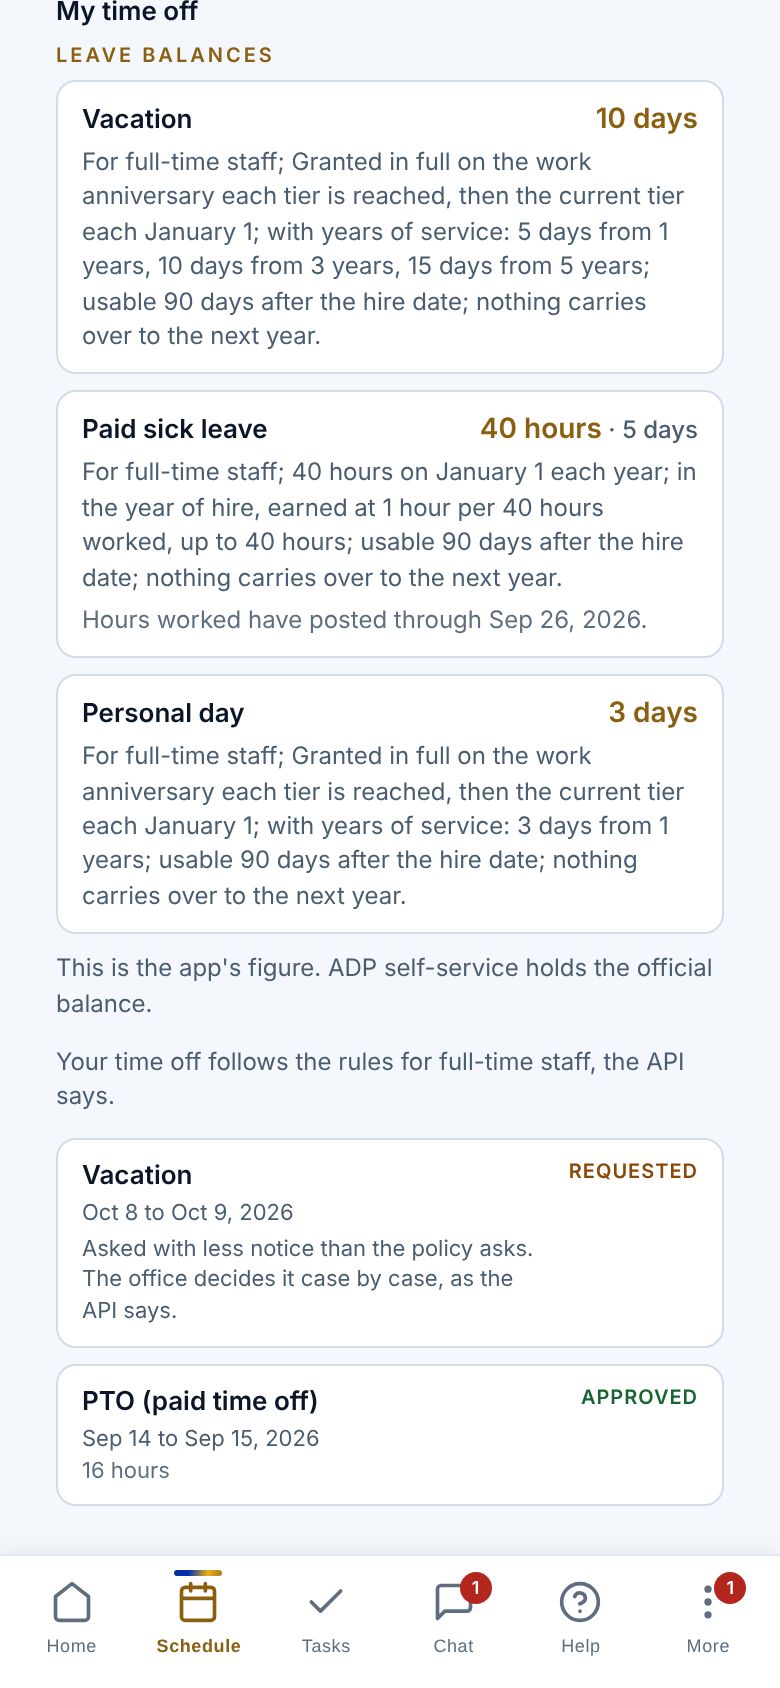 My time off
LEAVE BALANCES
Vacation
10 days
For full-time staff; Granted in full on the work
anniversary each tier is reached, then the current tier
each January 1; with years of service: 5 days from 1
years, 10 days from 3 years, 15 days from 5 years;
usable 90 days after the hire date; nothing carries
over to the next year.
Paid sick leave
40 hours · 5 days
For full-time staff; 40 hours on January 1 each year; in
the year of hire, earned at 1 hour per 40 hours
worked, up to 40 hours; usable 90 days after the hire
date; nothing carries over to the next year.
Hours worked have posted through Sep 26, 2026.
Personal day
3 days
For full-time staff; Granted in full on the work
anniversary each tier is reached, then the current tier
each January 1; with years of service: 3 days from 1
years; usable 90 days after the hire date; nothing
carries over to the next year.
This is the app's figure. ADP self-service holds the official
balance.
Your time off follows the rules for full-time staff, the API
says.
Vacation
REQUESTED
Oct 8 to Oct 9, 2026
Asked with less notice than the policy asks.
The office decides it case by case, as the
API says.
PTO (paid time off)
APPROVED
Sep 14 to Sep 15, 2026
16 hours
1
1
Home
Schedule
Tasks
Chat
Help
More